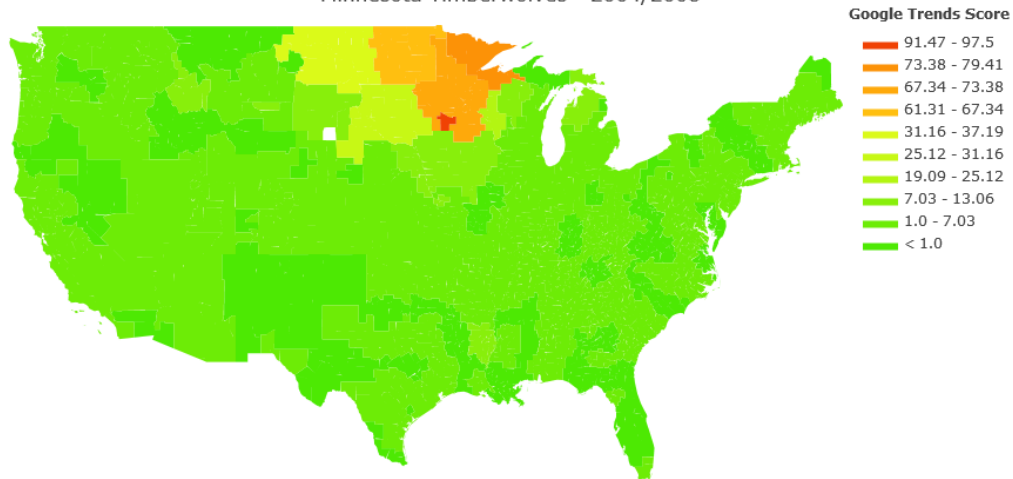 Google Trends Score
91.47 - 97.5
73.38 - 79.41
67.34 - 73.38
61.31 - 67.34
31.16 - 37.19
25.12 - 31.16
19.09 - 25.12
7.03 - 13.06
1.0 - 7.03
< 1.0